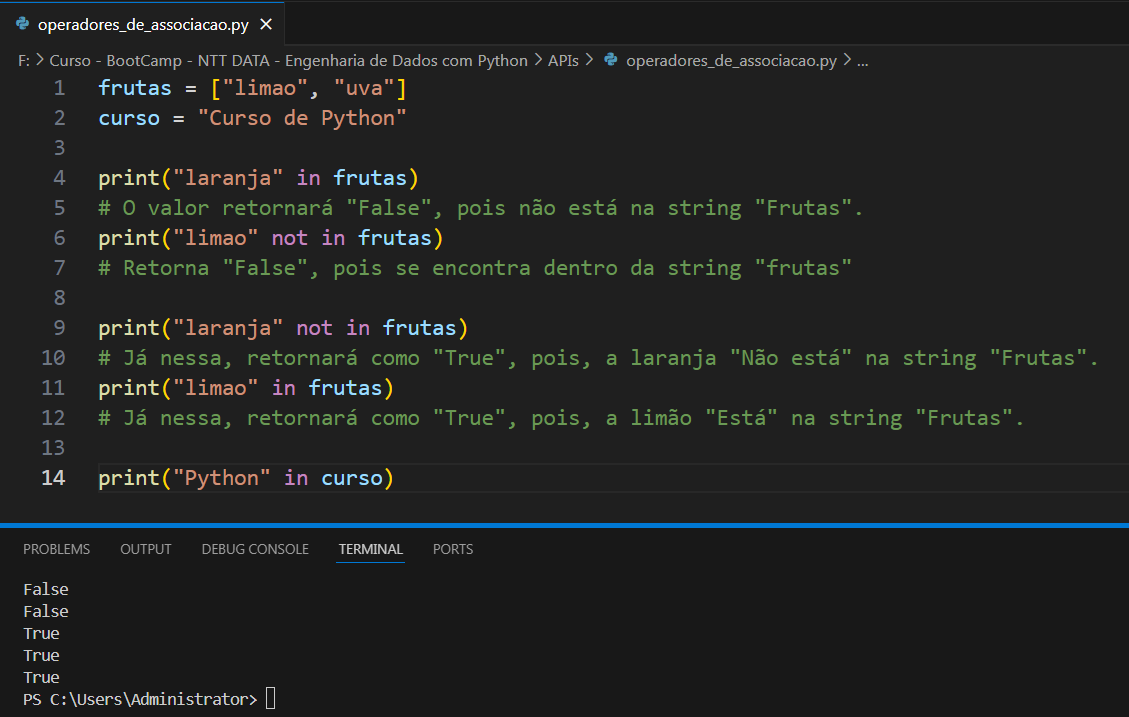 operadores_de_associacao.py
F: > Curso - BootCamp - NTT DATA - Engenharia de Dados com Python > APIs > operadores_de_associacao.py > ...
1 frutas = ["limao", "uva"]
2 curso = "Curso de Python"
3
4 print("laranja" in frutas)
5 # O valor retornará "False", pois não está na string "Frutas".
6 print("limao" not in frutas)
7 # Retorna "False", pois se encontra dentro da string "frutas"
8
9 print("laranja" not in frutas)
10 # Já nessa, retornará como "True", pois, a laranja "Não está" na string "Frutas".
11 print("limao" in frutas)
12 # Já nessa, retornará como "True", pois, a limão "Está" na string "Frutas".
13
14 print("Python" in curso)
PROBLEMS OUTPUT DEBUG CONSOLE TERMINAL PORTS
False
False
True
True
True
PS C:\Users\Administrator>